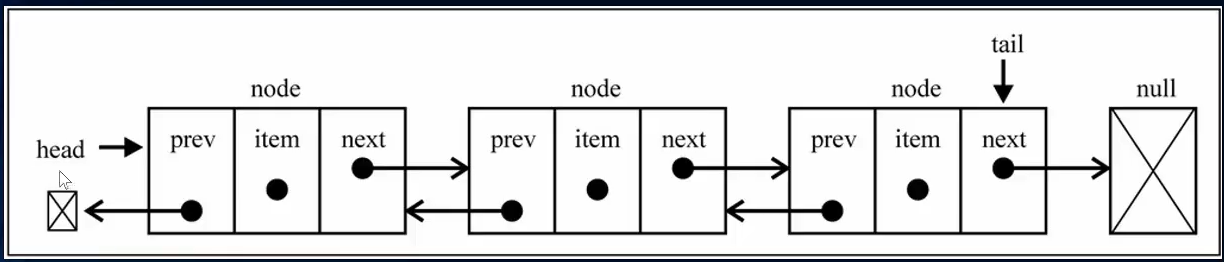 tail
node
node
node
null
head
prev item next
prev item next
prev item next